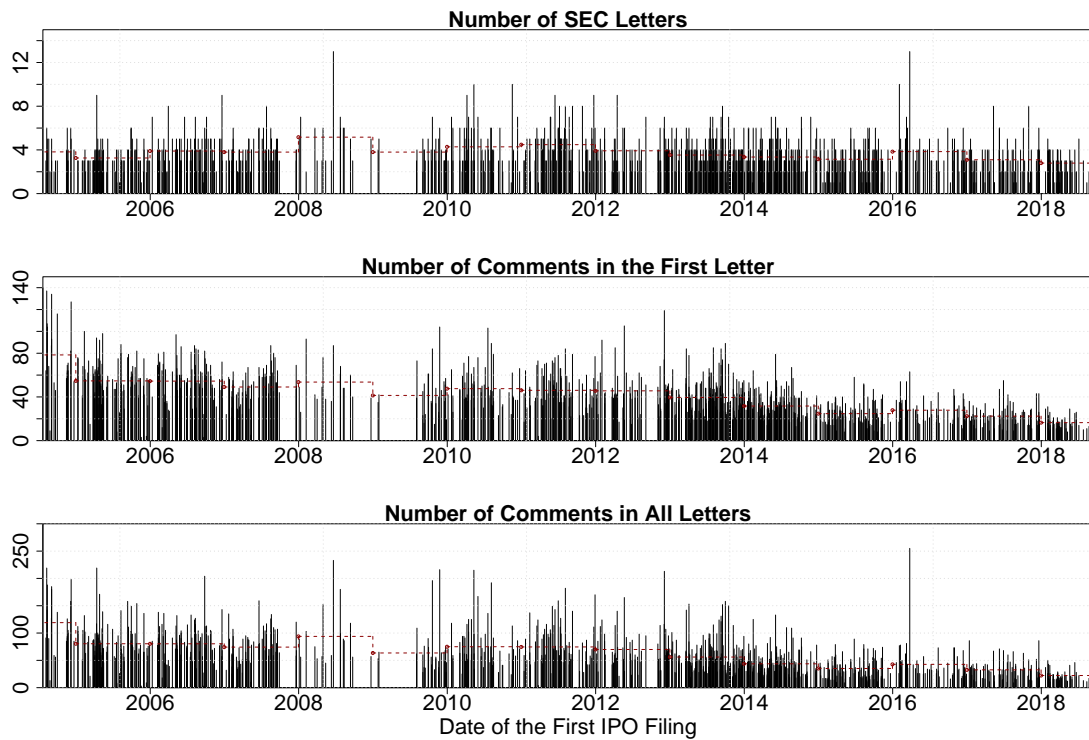 Number of SEC Letters
12
8
4
0
2006 2008 2010 2012 2014 2016 2018
Number of Comments in the First Letter
140
80
40
0
2006 2008 2010 2012 2014 2016 2018
Number of Comments in All Letters
250
100
0
2006 2008 2010 2012 2014 2016 2018
Date of the First IPO Filing